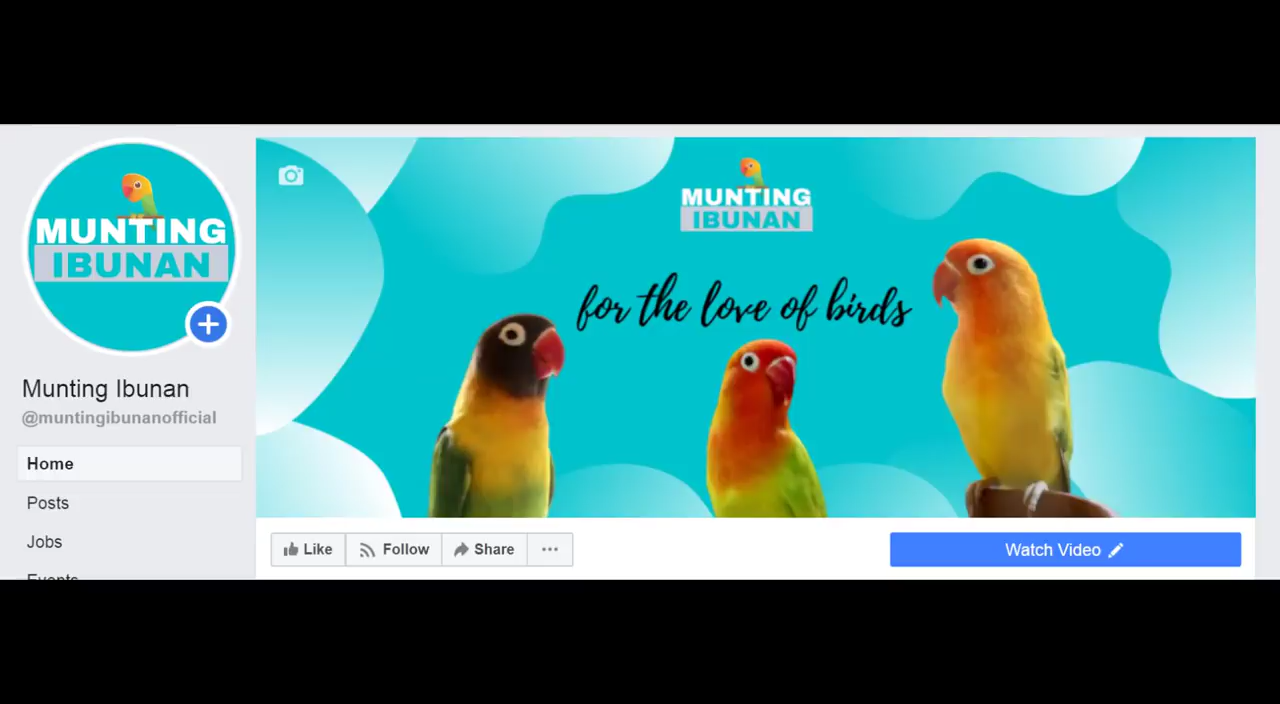 MUNTING
IBUNAN
Munting Ibunan
@muntingibunanofficial
Home
Posts
Jobs
Events
MUNTING
IBUNAN
for the love of birds
Like
Follow
Share
Watch Video